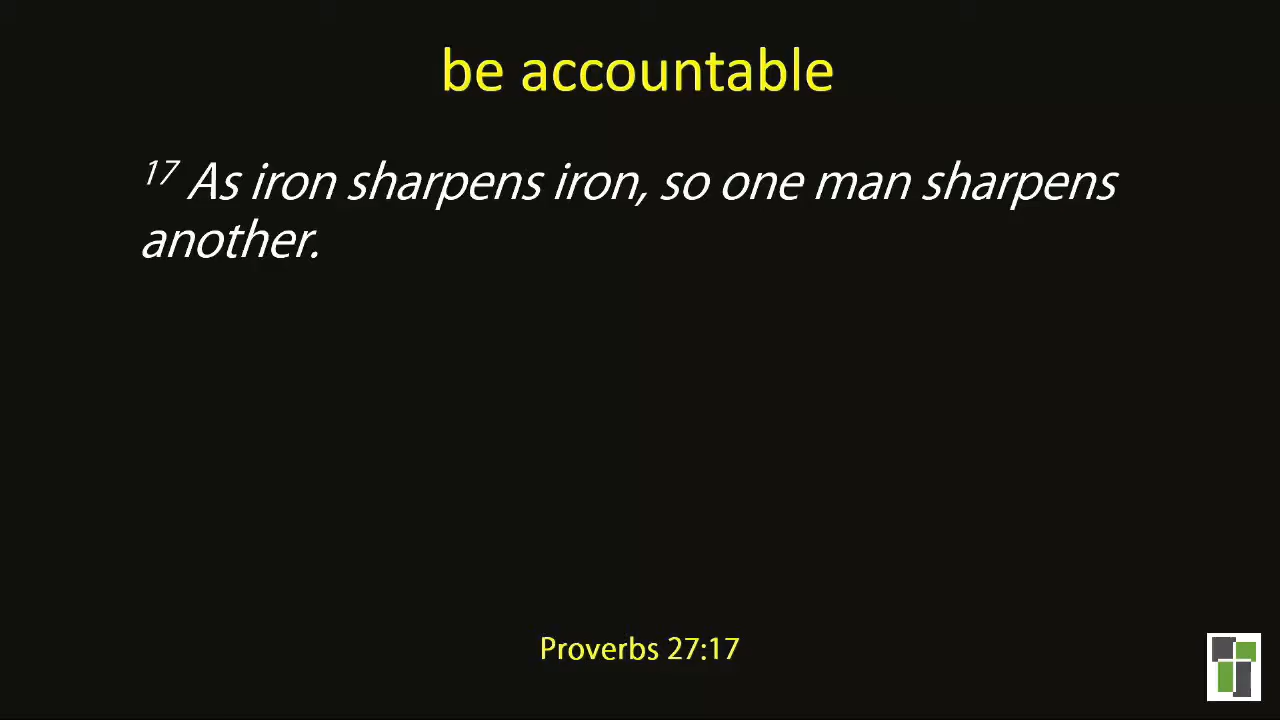 be accountable
17 As iron sharpens iron, so one man sharpens
another.
Proverbs 27:17